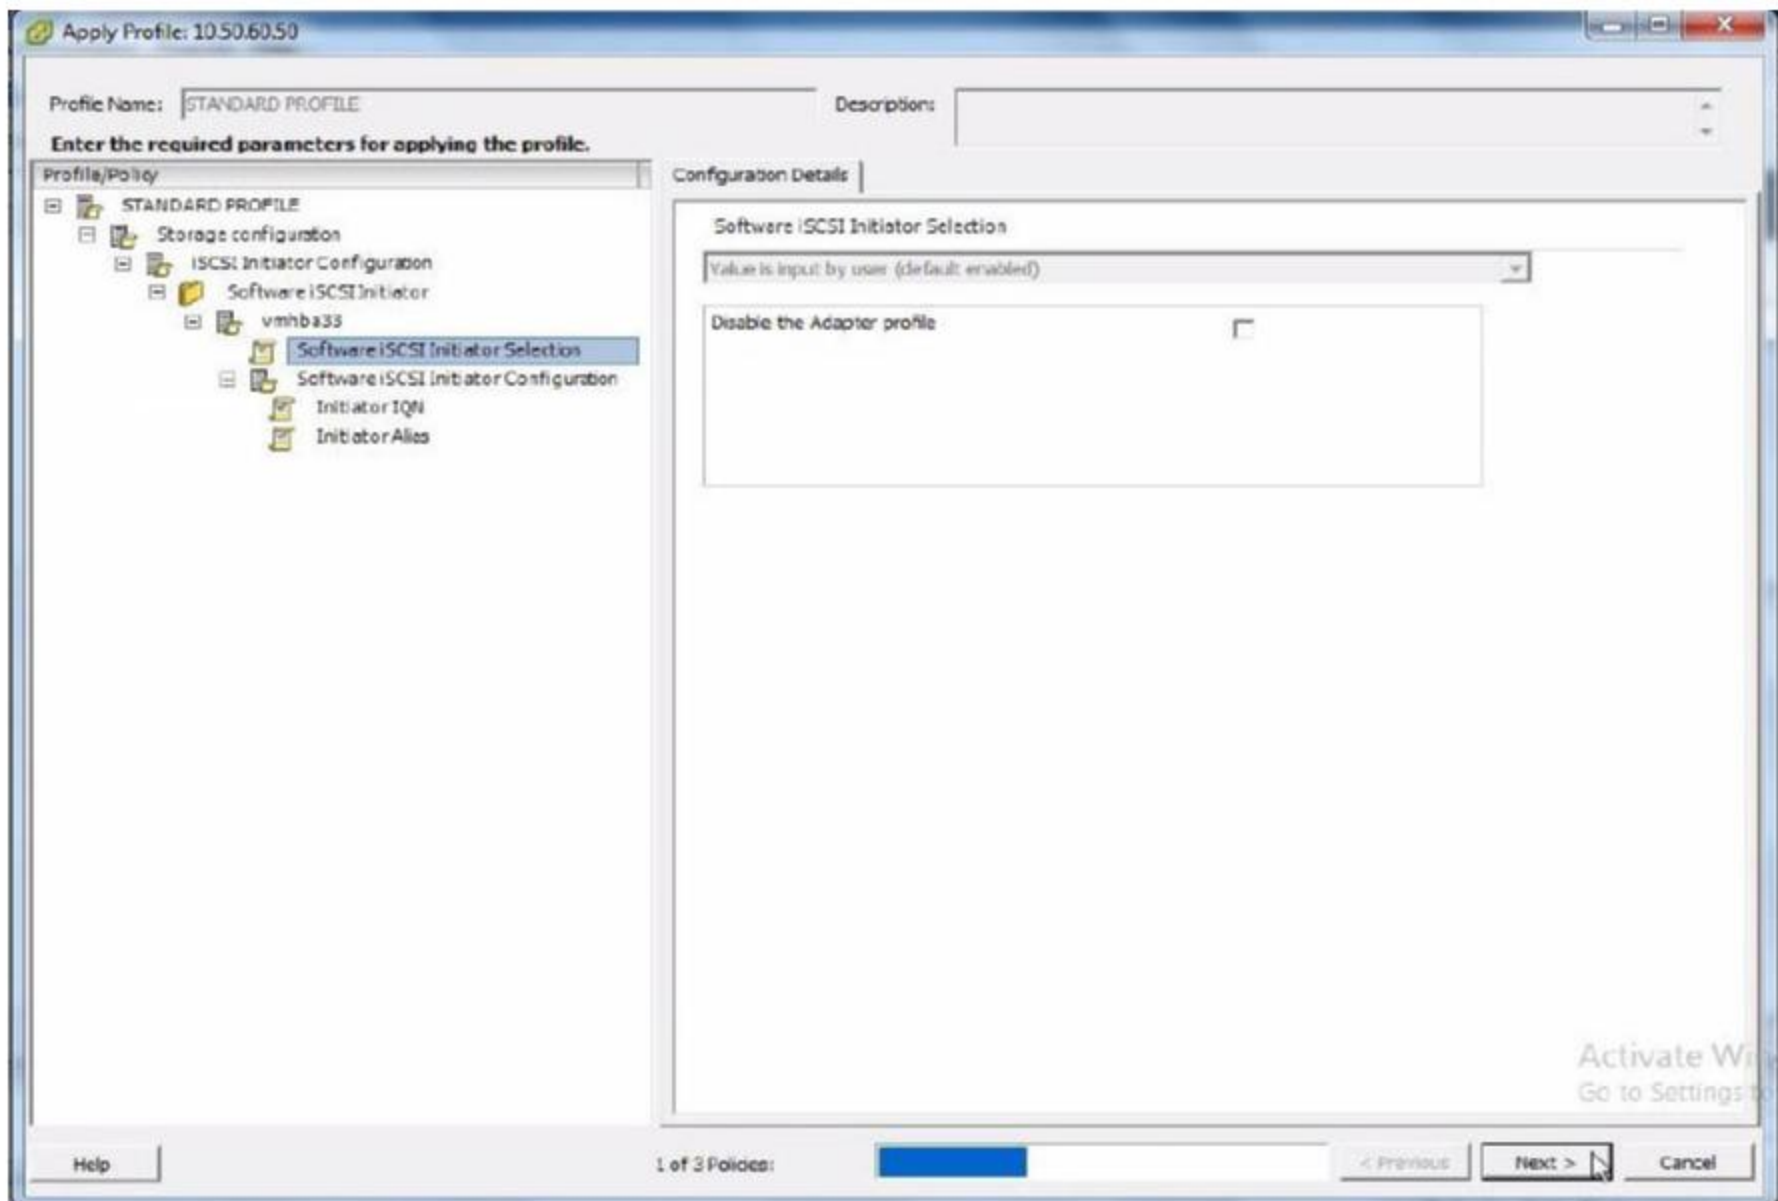 Apply Profile: 10.50.60.50
Profile Name: STANDARD PROFILE Description:
Enter the required parameters for applying the profile.
Profile/Policy
Configuration Details
STANDARD PROFILE
Storage configuration
iSCSI Initiator Configuration
Software iSCSI Initiator
vmhba33
Software iSCSI Initiator Selection
Software iSCSI Initiator Configuration
Initiator IQN
Initiator Alias
Software iSCSI Initiator Selection
Value is input by user (default enabled)
Disable the Adapter profile
Activate Win
Go to Settings to
Help
1 of 3 Policies:
< Previous
Next >
Cancel